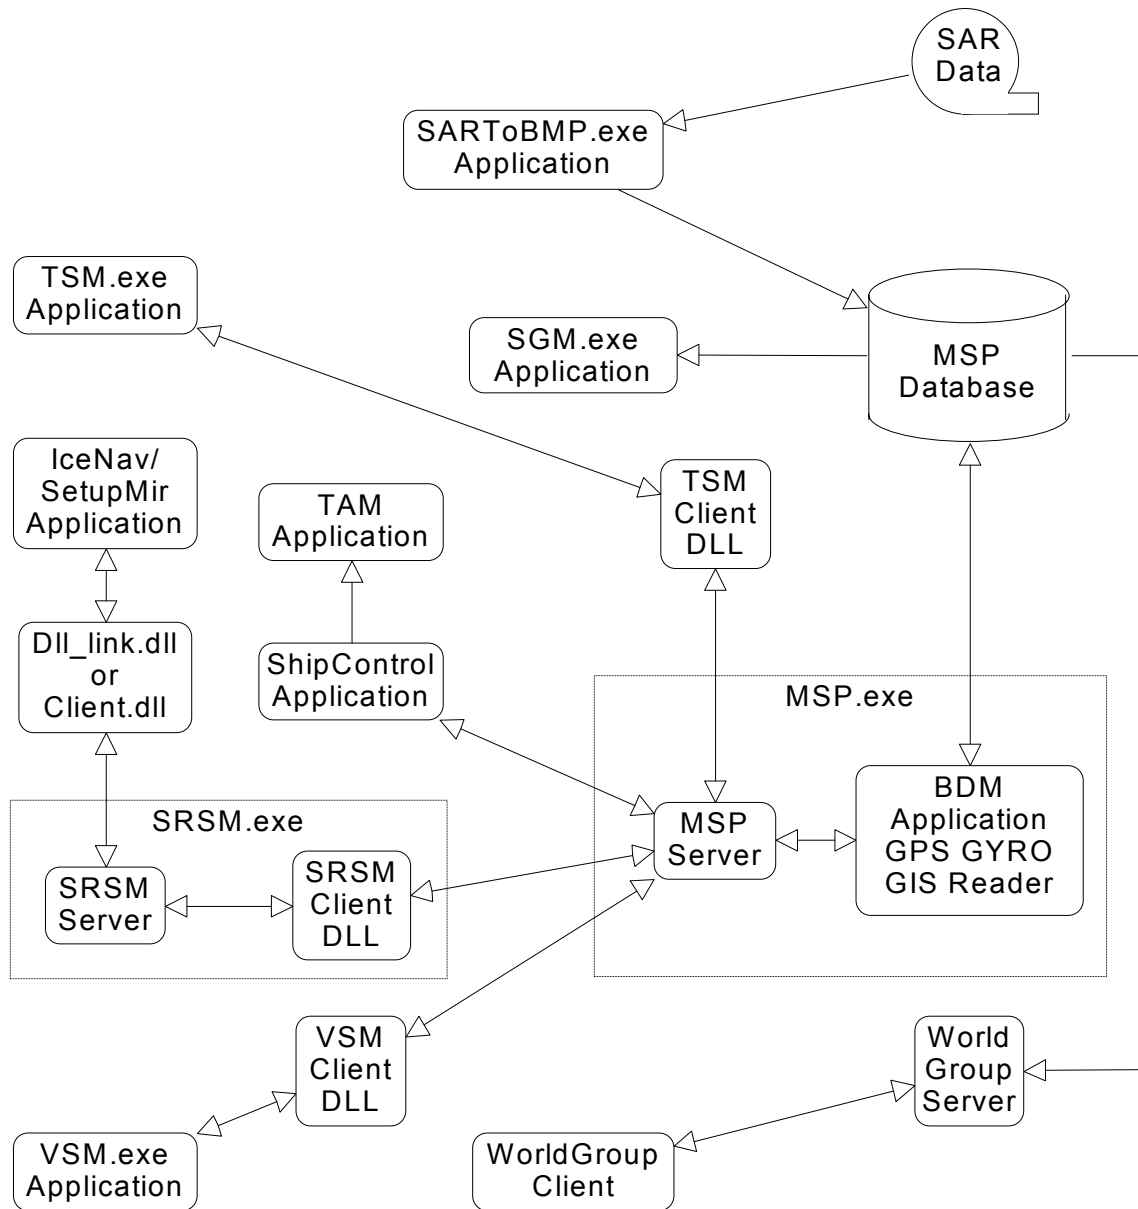 SAR
Data
SARToBMP.exe
Application
TSM.exe
Application
SGM.exe
Application
MSP
Database
IceNav/
SetupMir
Application
TAM
Application
TSM
Client
DLL
Dll_link.dll
or
Client.dll
ShipControl
Application
MSP.exe
SRSM.exe
MSP
Server
BDM
Application
GPS GYRO
GIS Reader
SRSM
Server
SRSM
Client
DLL
VSM
Client
DLL
World
Group
Server
VSM.exe
Application
WorldGroup
Client